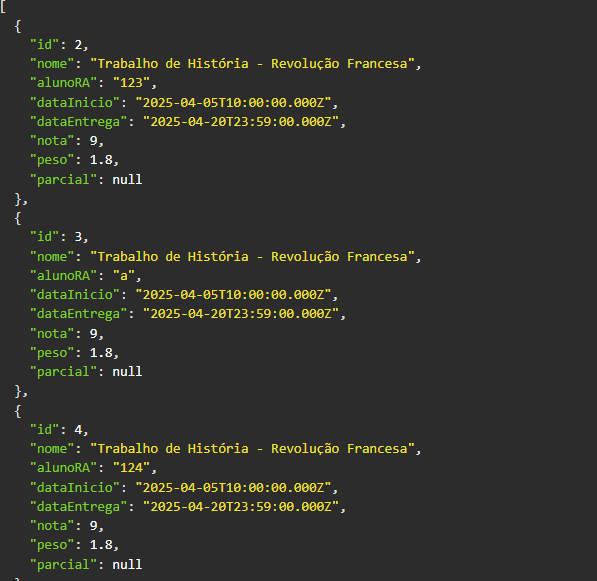 [
{
"id": 2,
"nome": "Trabalho de História - Revolução Francesa",
"alunoRA": "123",
"dataInicio": "2025-04-05T10:00:00.000Z",
"dataEntrega": "2025-04-20T23:59:00.000Z",
"nota": 9,
"peso": 1.8,
"parcial": null
},
{
"id": 3,
"nome": "Trabalho de História - Revolução Francesa",
"alunoRA": "a",
"dataInicio": "2025-04-05T10:00:00.000Z",
"dataEntrega": "2025-04-20T23:59:00.000Z",
"nota": 9,
"peso": 1.8,
"parcial": null
},
{
"id": 4,
"nome": "Trabalho de História - Revolução Francesa",
"alunoRA": "124",
"dataInicio": "2025-04-05T10:00:00.000Z",
"dataEntrega": "2025-04-20T23:59:00.000Z",
"nota": 9,
"peso": 1.8,
"parcial": null